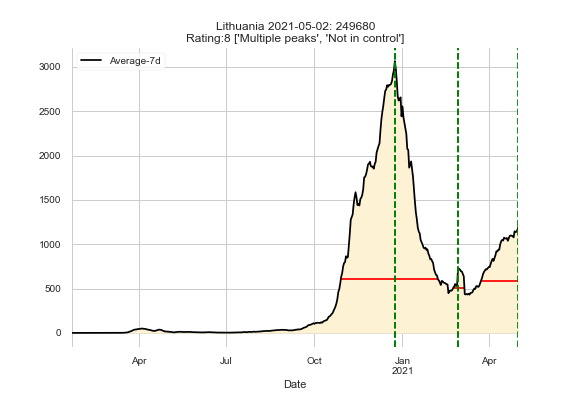 Lithuania 2021-05-02: 249680
Rating:8 ['Multiple peaks', 'Not in control']
Average-7d
3000
2500
2000
1500
1000
500
0
Apr
Jul
Oct
Jan
2021
Apr
Date